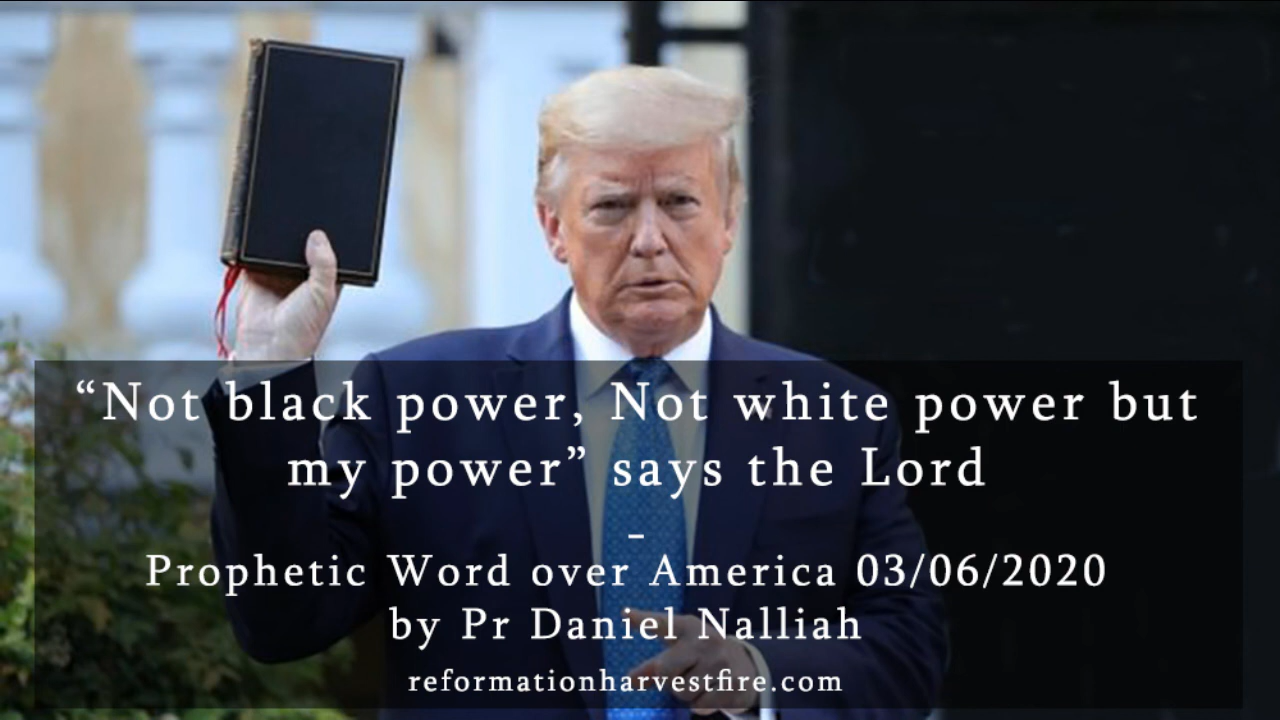 “Not black power, Not white power but
my power” says the Lord
–
Prophetic Word over America 03/06/2020
by Pr Daniel Nalliah
reformationharvestfire.com